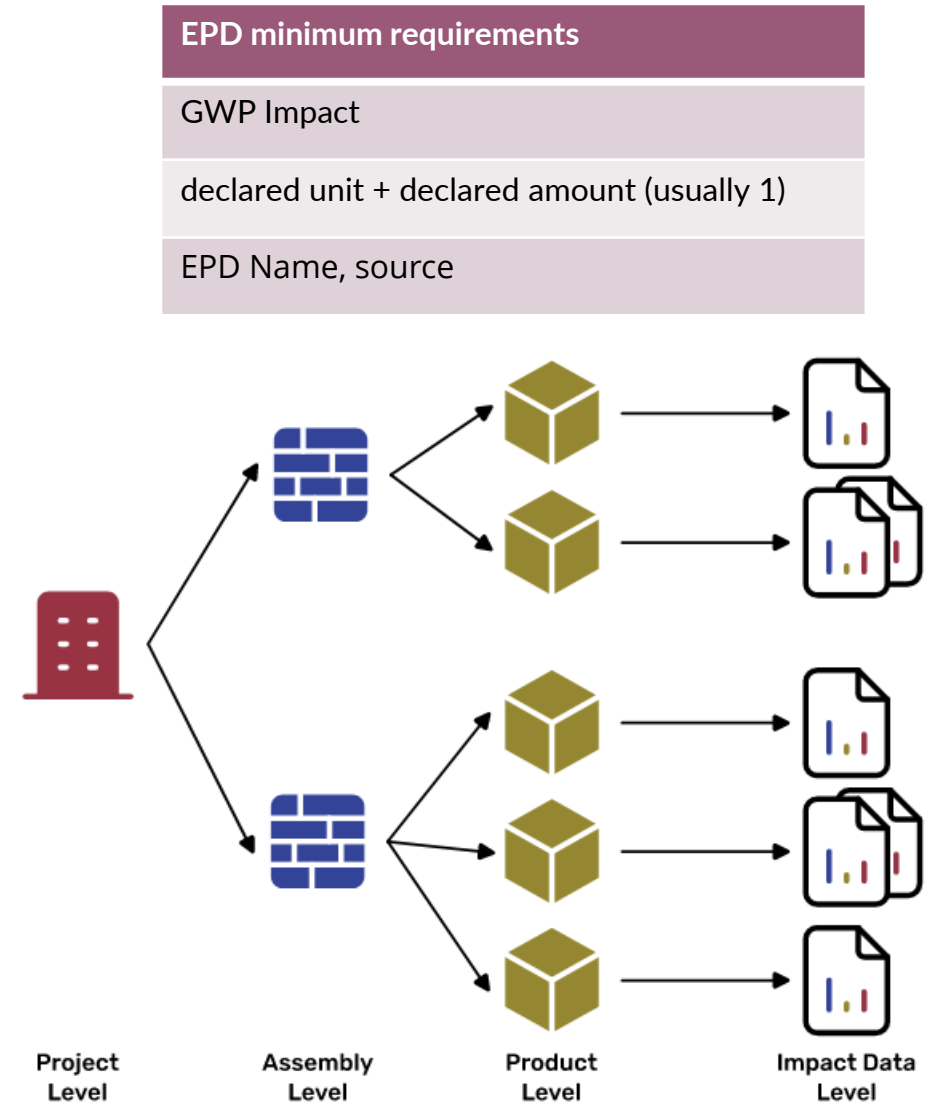 EPD minimum requirements
GWP Impact
declared unit + declared amount (usually 1)
EPD Name, source
Project
Level
Assembly
Level
Product
Level
Impact Data
Level